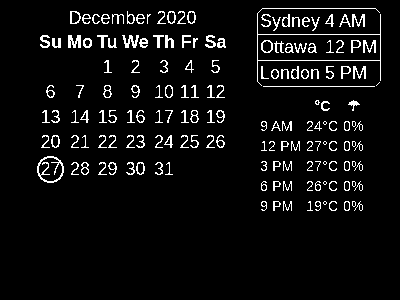 December 2020
Su Mo Tu We Th Fr Sa
1 2 3 4 5
6 7 8 9 10 11 12
13 14 15 16 17 18 19
20 21 22 23 24 25 26
27 28 29 30 31
Sydney 4 AM
Ottawa 12 PM
London 5 PM
°C ☂
9 AM 24°C 0%
12 PM 27°C 0%
3 PM 27°C 0%
6 PM 26°C 0%
9 PM 19°C 0%